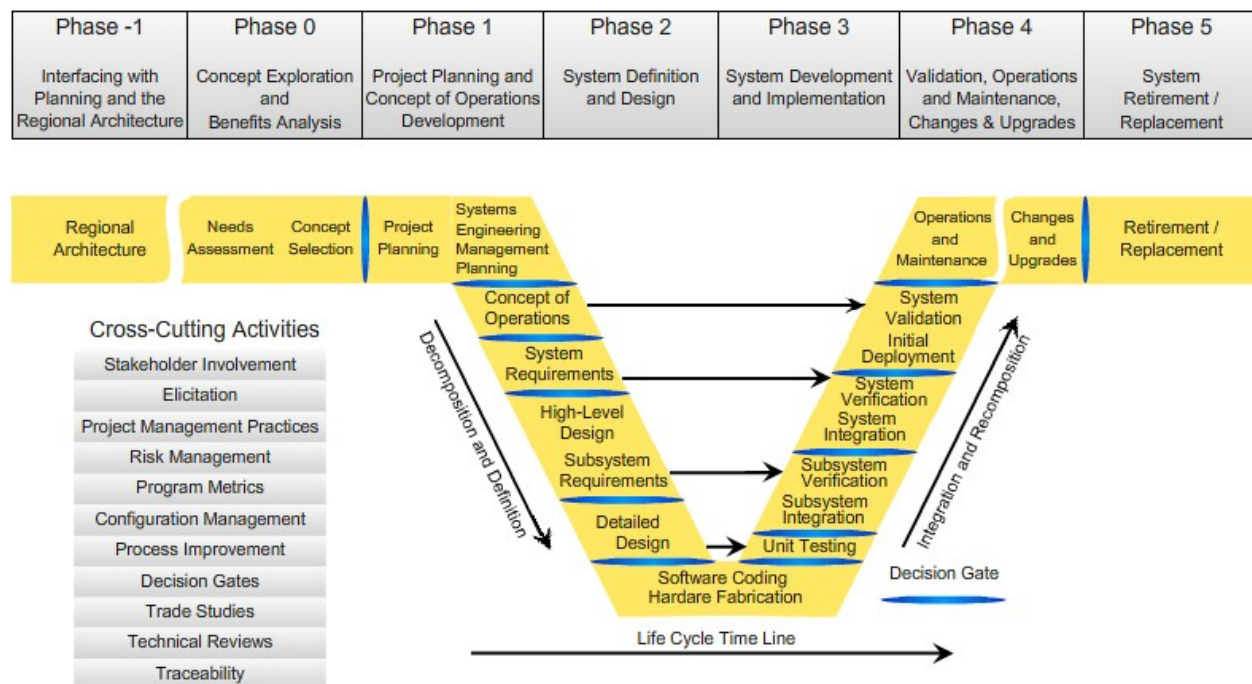 Phase -1
Interfacing with
Planning and the
Regional Architecture
Phase 0
Concept Exploration
and
Benefits Analysis
Phase 1
Project Planning and
Concept of Operations
Development
Phase 2
System Definition
and Design
Phase 3
System Development
and Implementation
Phase 4
Validation, Operations
and Maintenance,
Changes & Upgrades
Phase 5
System
Retirement /
Replacement
Regional
Architecture
Needs
Assessment
Concept
Selection
Project
Planning
Systems
Engineering
Management
Planning
Concept of
Operations
System
Requirements
High-Level
Design
Subsystem
Requirements
Detailed
Design
Software Coding
Hardare Fabrication
Unit Testing
Subsystem
Integration
Subsystem
Verification
System
Integration
System
Verification
Initial
Deployment
System
Validation
Operations
and
Maintenance
Changes
and
Upgrades
Retirement /
Replacement
Decomposition and Definition
Integration and Recomposition
Decision Gate
Life Cycle Time Line
Cross-Cutting Activities
Stakeholder Involvement
Elicitation
Project Management Practices
Risk Management
Program Metrics
Configuration Management
Process Improvement
Decision Gates
Trade Studies
Technical Reviews
Traceability